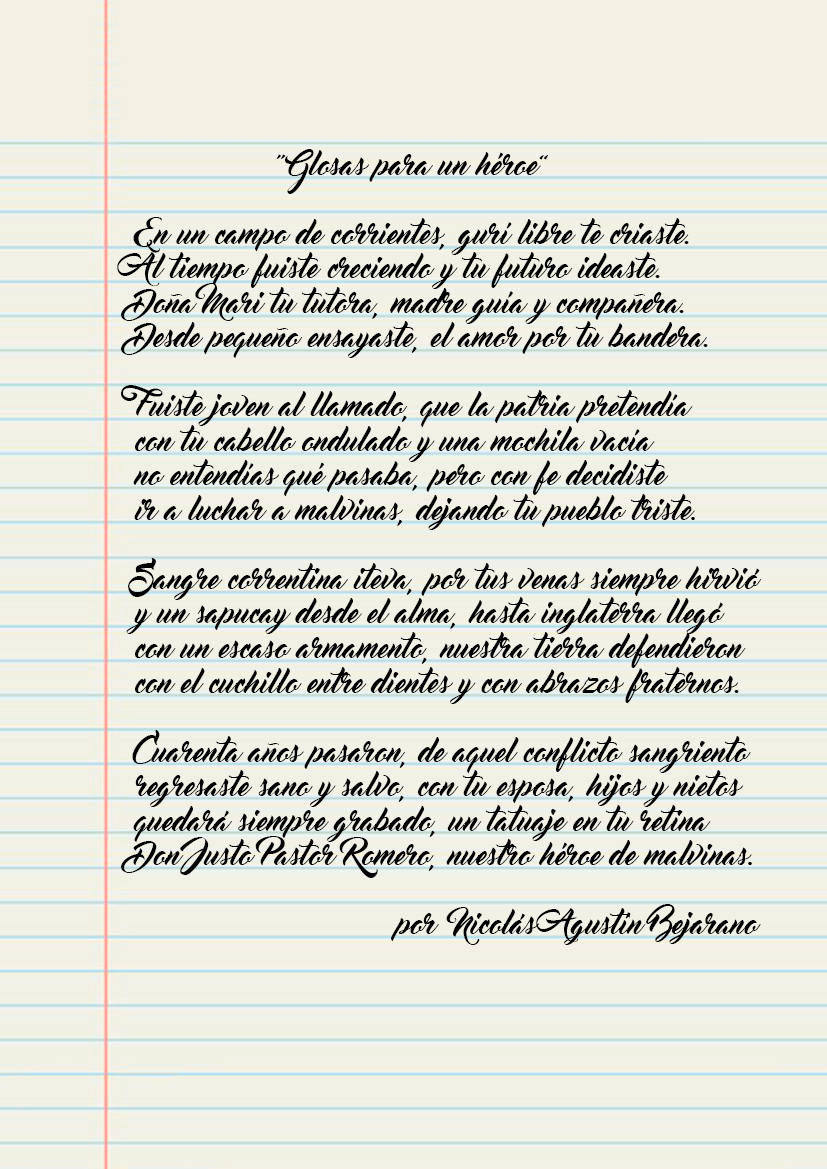 "Glosas para un héroe"
En un campo de corrientes, gurí libre te criaste.
Al tiempo fuiste creciendo y tu futuro ideaste.
Doña Mari tu tutora, madre guía y compañera.
Desde pequeño ensayaste, el amor por tu bandera.
Fuiste joven al llamado, que la patria pretendía
con tu cabello ondulado y una mochila vacía
no entendías qué pasaba, pero con fe decidiste
ir a luchar a malvinas, dejando tu pueblo triste.
Sangre correntina iteva, por tus venas siempre hirvió
y un sapucay desde el alma, hasta inglaterra llegó
con un escaso armamento, nuestra tierra defendieron
con el cuchillo entre dientes y con abrazos fraternos.
Cuarenta años pasaron, de aquel conflicto sangriento
regresaste sano y salvo, con tu esposa, hijos y nietos
quedará siempre grabado, un tatuaje en tu retina
Don Justo Pastor Romero, nuestro héroe de malvinas.
por Nicolás Agustín Bejarano